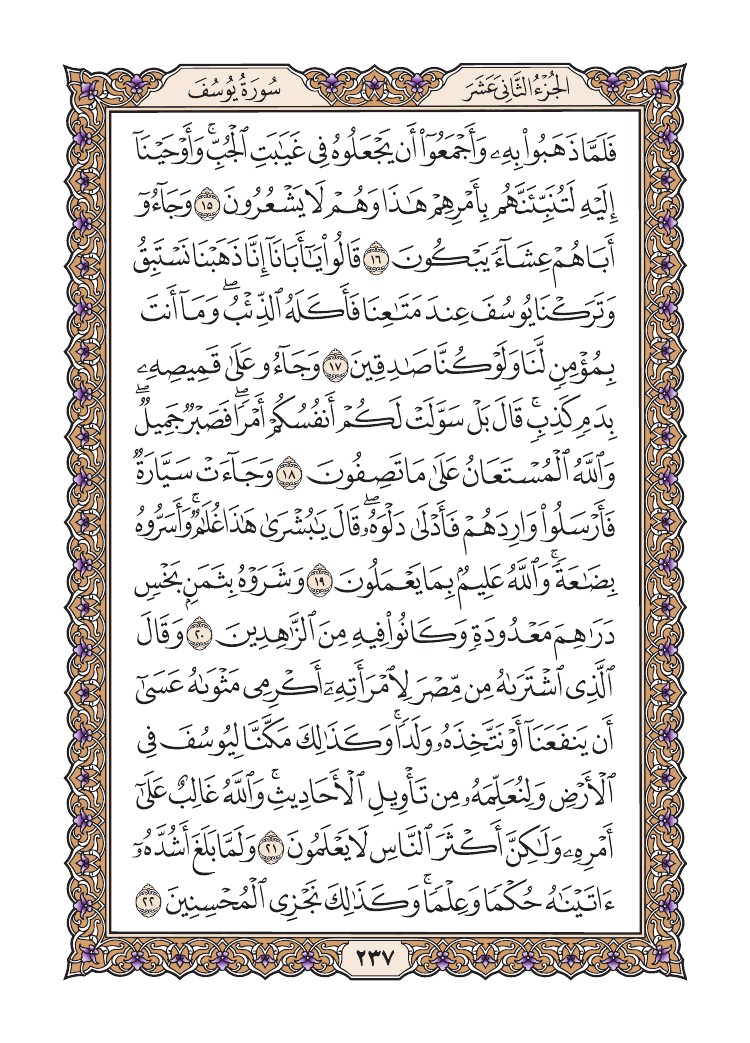 الجُزْءُ الثَّانِيَ عَشَرَ
سُورَةُ يُوسُفَ
فَلَمَّا ذَهَبُوا۟ بِهِۦ وَأَجْمَعُوٓا۟ أَن يَجْعَلُوهُ فِى غَيَٰبَتِ ٱلْجُبِّ ۚ وَأَوْحَيْنَآ
إِلَيْهِ لَتُنَبِّئَنَّهُم بِأَمْرِهِمْ هَٰذَا وَهُمْ لَا يَشْعُرُونَ ١٥ وَجَآءُوٓ
أَبَاهُمْ عِشَآءً يَبْكُونَ ١٦ قَالُوا۟ يَٰٓأَبَانَآ إِنَّا ذَهَبْنَا نَسْتَبِقُ
وَتَرَكْنَا يُوسُفَ عِندَ مَتَٰعِنَا فَأَكَلَهُ ٱلذِّئْبُ ۖ وَمَآ أَنتَ
بِمُؤْمِنٍ لَّنَا وَلَوْ كُنَّا صَٰدِقِينَ ١٧ وَجَآءُو عَلَىٰ قَمِيصِهِۦ
بِدَمٍ كَذِبٍ ۚ قَالَ بَلْ سَوَّلَتْ لَكُمْ أَنفُسُكُمْ أَمْرًا ۖ فَصَبْرٌ جَمِيلٌ ۖ
وَٱللَّهُ ٱلْمُسْتَعَانُ عَلَىٰ مَا تَصِفُونَ ١٨ وَجَآءَتْ سَيَّارَةٌ
فَأَرْسَلُوا۟ وَارِدَهُمْ فَأَدْلَىٰ دَلْوَهُۥ ۖ قَالَ يَٰبُشْرَىٰ هَٰذَا غُلَٰمٌ ۚ وَأَسَرُّوهُ
بِضَٰعَةً ۚ وَٱللَّهُ عَلِيمٌۢ بِمَا يَعْمَلُونَ ١٩ وَشَرَوْهُ بِثَمَنٍۭ بَخْسٍ
دَرَٰهِمَ مَعْدُودَةٍ وَكَانُوا۟ فِيهِ مِنَ ٱلزَّٰهِدِينَ ٢٠ وَقَالَ
ٱلَّذِى ٱشْتَرَىٰهُ مِن مِّصْرَ لِٱمْرَأَتِهِۦٓ أَكْرِمِى مَثْوَىٰهُ عَسَىٰٓ
أَن يَنفَعَنَآ أَوْ نَتَّخِذَهُۥ وَلَدًا ۚ وَكَذَٰلِكَ مَكَّنَّا لِيُوسُفَ فِى
ٱلْأَرْضِ وَلِنُعَلِّمَهُۥ مِن تَأْوِيلِ ٱلْأَحَادِيثِ ۚ وَٱللَّهُ غَالِبٌ عَلَىٰٓ
أَمْرِهِۦ وَلَٰكِنَّ أَكْثَرَ ٱلنَّاسِ لَا يَعْلَمُونَ ٢١ وَلَمَّا بَلَغَ أَشُدَّهُۥٓ
ءَاتَيْنَٰهُ حُكْمًا وَعِلْمًا ۚ وَكَذَٰلِكَ نَجْزِى ٱلْمُحْسِنِينَ ٢٢
٢٣٧